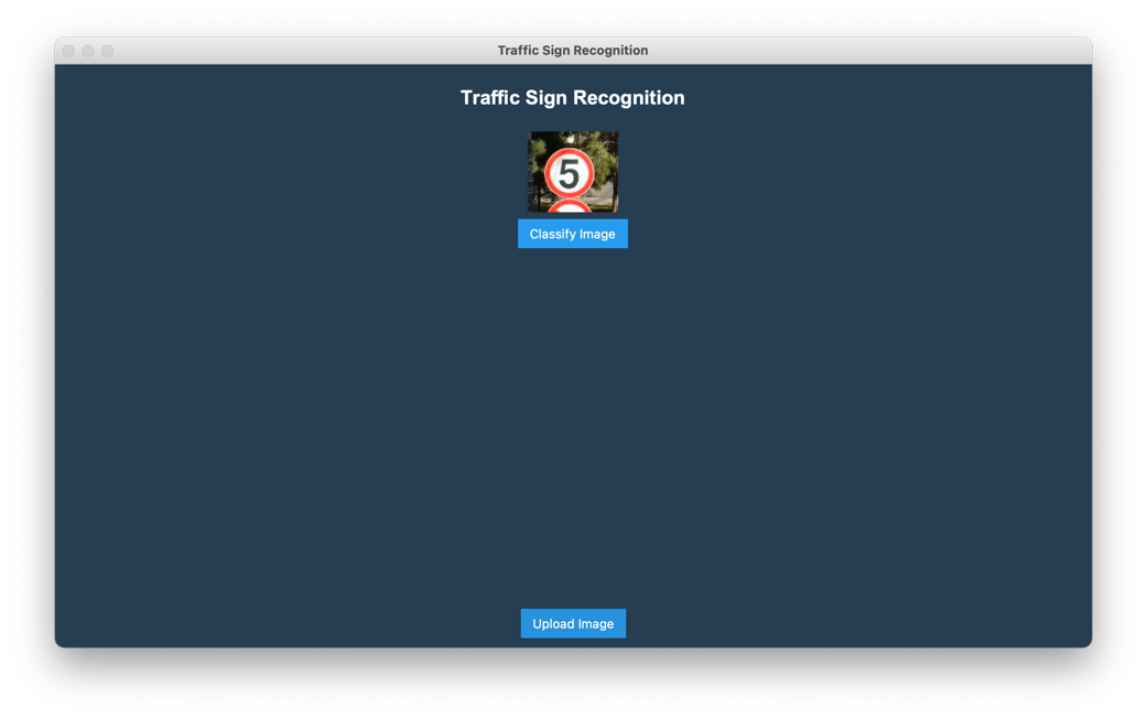 Traffic Sign Recognition
Traffic Sign Recognition
5
Classify Image
Upload Image